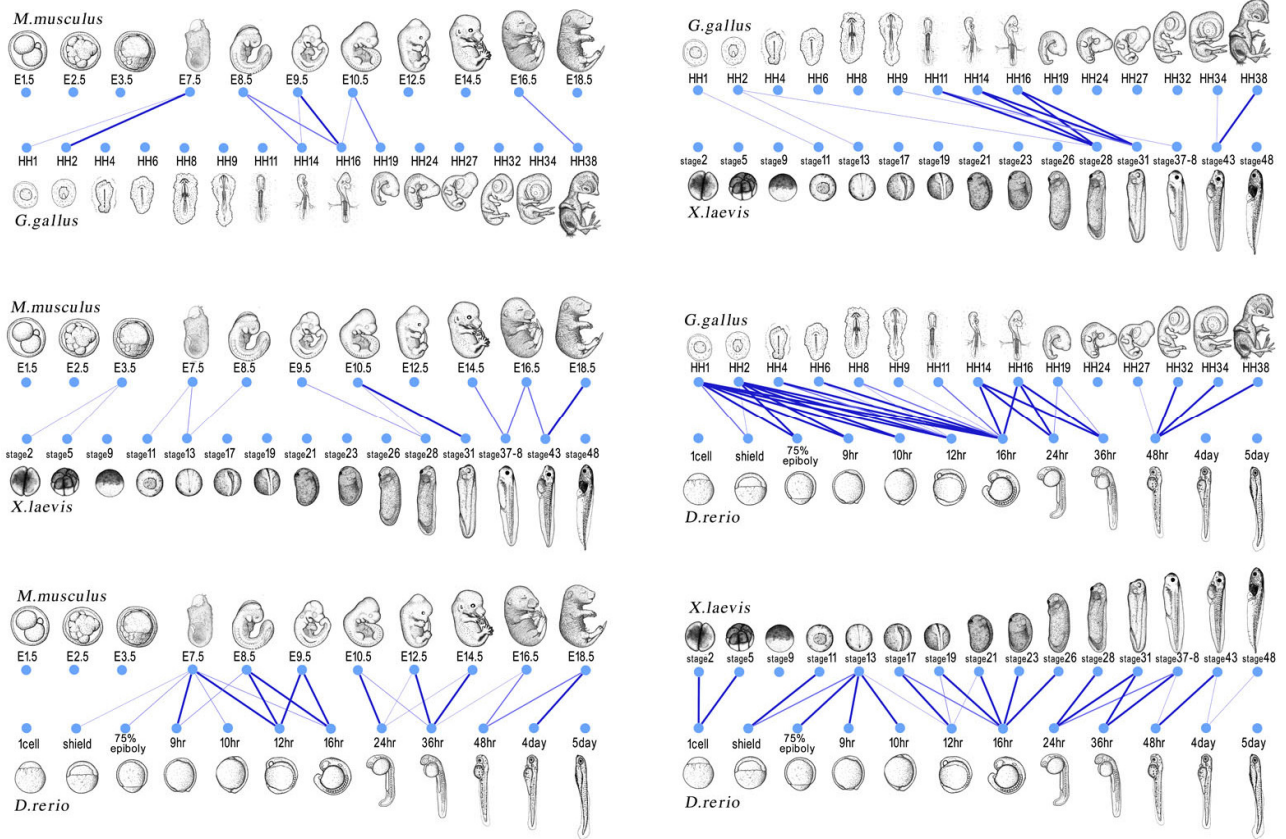 M.musculus
E1.5 E2.5 E3.5 E7.5 E8.5 E9.5 E10.5 E12.5 E14.5 E16.5 E18.5
HH1 HH2 HH4 HH6 HH8 HH9 HH11 HH14 HH16 HH19 HH24 HH27 HH32 HH34 HH38
G.gallus
G.gallus
HH1 HH2 HH4 HH6 HH8 HH9 HH11 HH14 HH16 HH19 HH24 HH27 HH32 HH34 HH38
stage2 stage5 stage9 stage11 stage13 stage17 stage19 stage21 stage23 stage26 stage28 stage31 stage37-8 stage43 stage48
X.laevis
M.musculus
E1.5 E2.5 E3.5 E7.5 E8.5 E9.5 E10.5 E12.5 E14.5 E16.5 E18.5
stage2 stage5 stage9 stage11 stage13 stage17 stage19 stage21 stage23 stage26 stage28 stage31 stage37-8 stage43 stage48
X.laevis
G.gallus
HH1 HH2 HH4 HH6 HH8 HH9 HH11 HH14 HH16 HH19 HH24 HH27 HH32 HH34 HH38
1cell shield 75% epiboly 9hr 10hr 12hr 16hr 24hr 36hr 48hr 4day 5day
D.rerio
M.musculus
E1.5 E2.5 E3.5 E7.5 E8.5 E9.5 E10.5 E12.5 E14.5 E16.5 E18.5
1cell shield 75% epiboly 9hr 10hr 12hr 16hr 24hr 36hr 48hr 4day 5day
D.rerio
X.laevis
stage2 stage5 stage9 stage11 stage13 stage17 stage19 stage21 stage23 stage26 stage28 stage31 stage37-8 stage43 stage48
1cell shield 75% epiboly 9hr 10hr 12hr 16hr 24hr 36hr 48hr 4day 5day
D.rerio